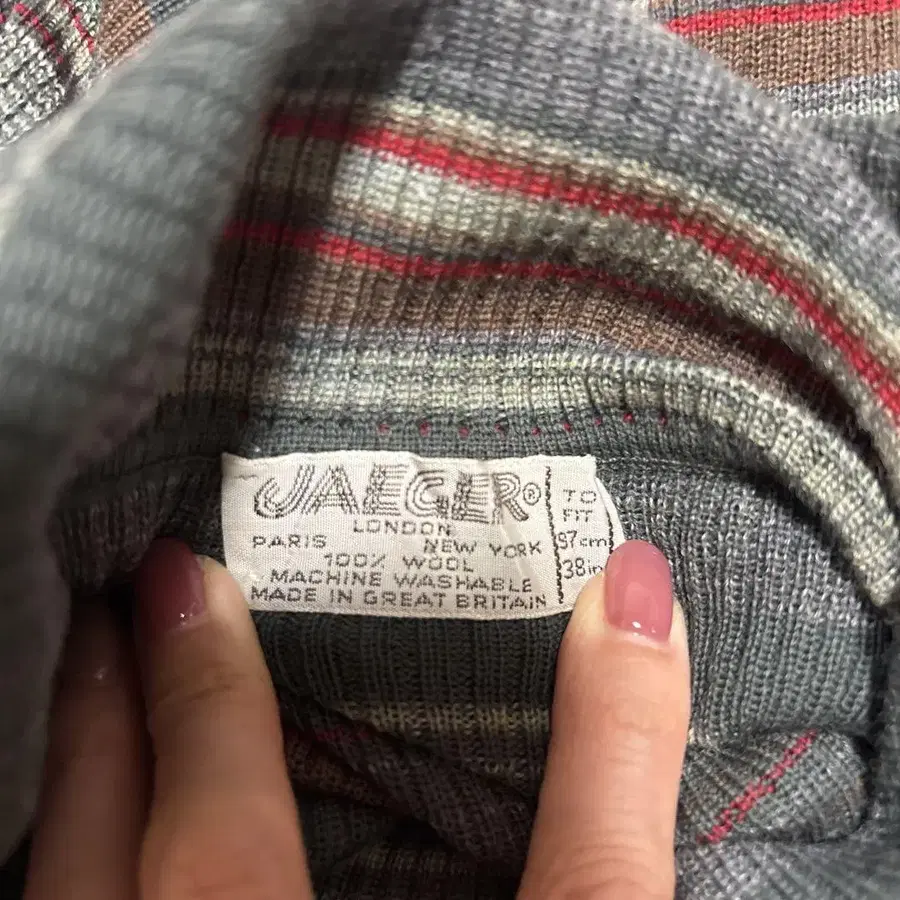 JAEGER®
LONDON
PARIS NEW YORK
100% WOOL
MACHINE WASHABLE
MADE IN GREAT BRITAIN
TO
FIT
97cm
38in